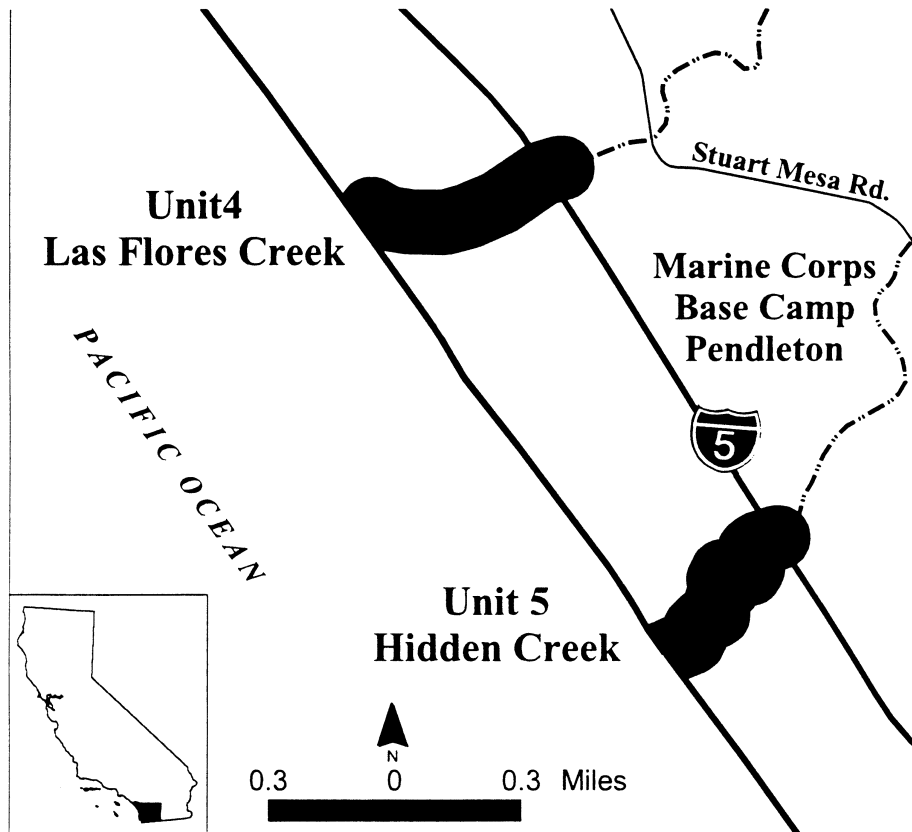 Stuart Mesa Rd.
Unit4
Las Flores Creek
Marine Corps
Base Camp
Pendleton
PACIFIC OCEAN
5
Unit 5
Hidden Creek
N
0.3 0 0.3 Miles